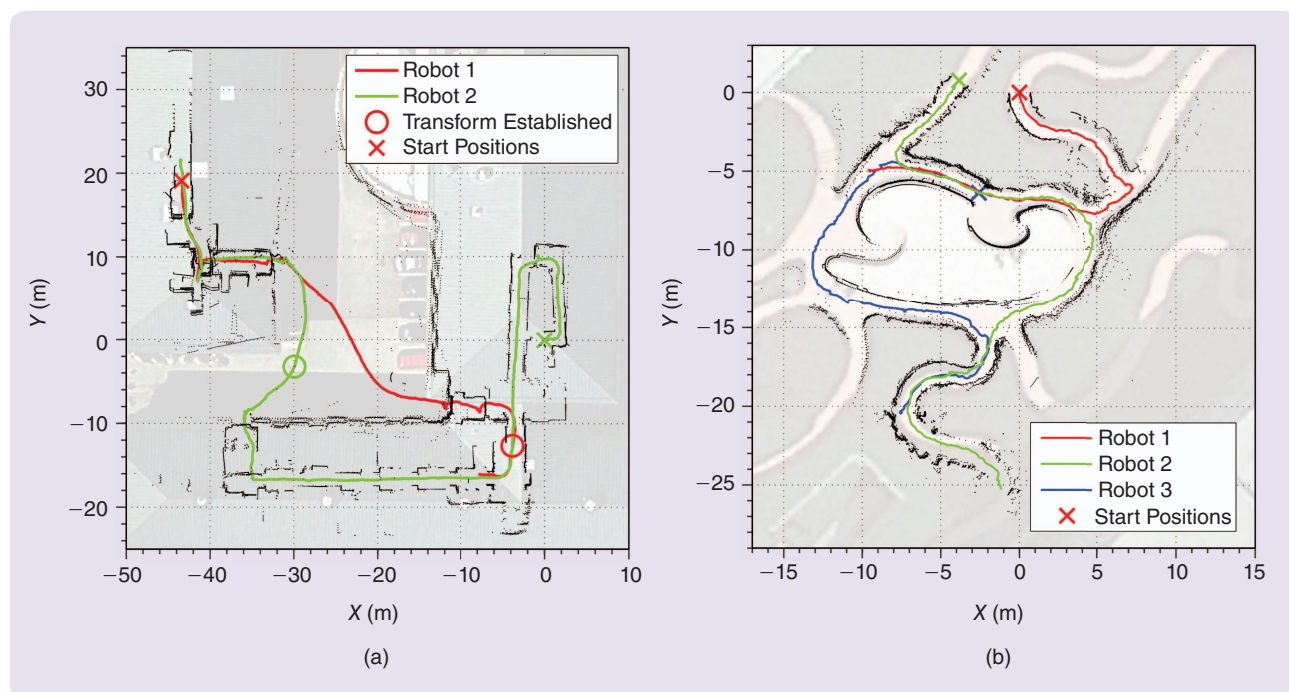 Robot 1
Robot 2
Transform Established
Start Positions
30
20
10
0
−10
−20
Y (m)
−50 −40 −30 −20 −10 0 10
X (m)
(a)
0
−5
−10
−15
−20
−25
Y (m)
Robot 1
Robot 2
Robot 3
Start Positions
−15 −10 −5 0 5 10 15
X (m)
(b)